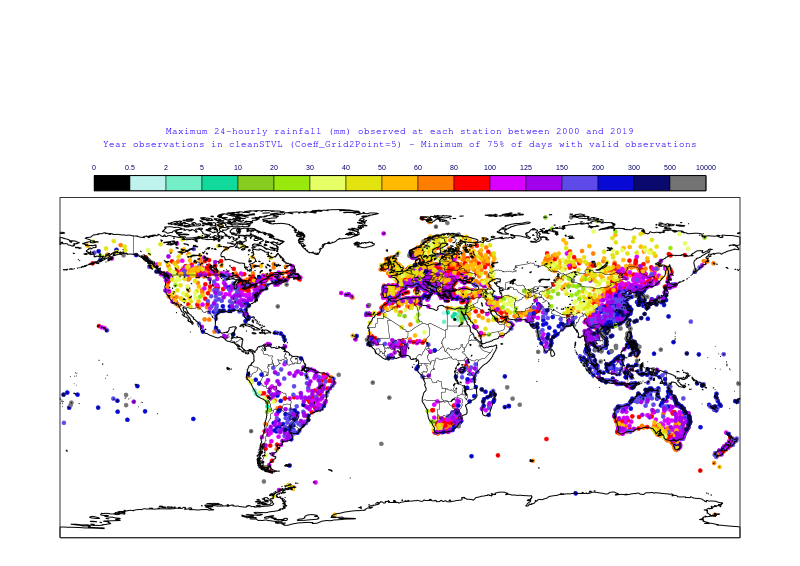 Maximum 24-hourly rainfall (mm) observed at each station between 2000 and 2019
Year observations in cleanSTVL (Coeff_Grid2Point=5) - Minimum of 75% of days with valid observations
0 0.5 2 5 10 20 30 40 60 80 100 125 150 200 300 500 10000